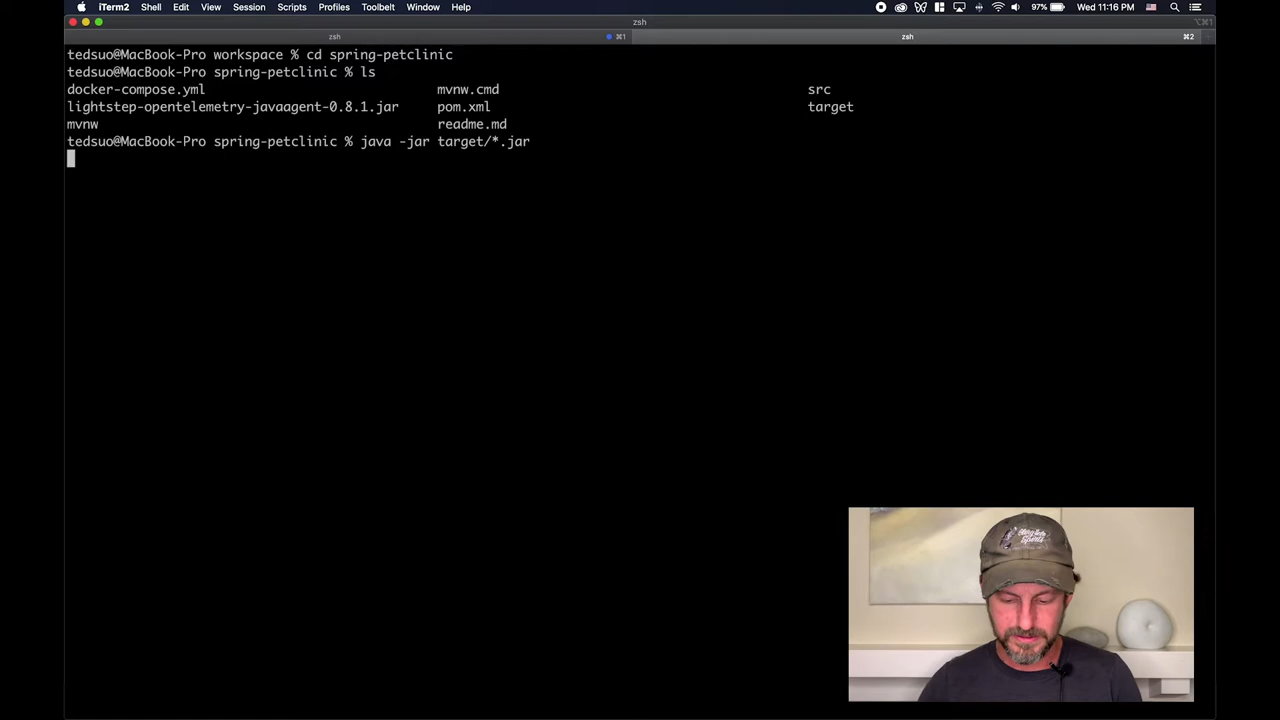 iTerm2 Shell Edit View Session Scripts Profiles Toolbelt Window Help 97% Wed 11:16 PM
zsh ⌥⌘1
zsh ⌘1 zsh ⌘2
tedsuo@MacBook-Pro workspace % cd spring-petclinic
tedsuo@MacBook-Pro spring-petclinic % ls
docker-compose.yml mvnw.cmd src
lightstep-opentelemetry-javaagent-0.8.1.jar pom.xml target
mvnw readme.md
tedsuo@MacBook-Pro spring-petclinic % java -jar target/*.jar